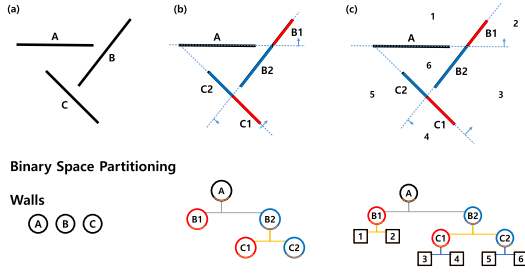 (a)
A
B
C
(b)
A
B1
B2
C2
C1
(c)
1
2
A
B1
B2
6
C2
5
3
C1
4
Binary Space Partitioning
Walls
A B C
A
B1 B2
C1 C2
A
B1 B2
1 2 C1 C2
3 4 5 6